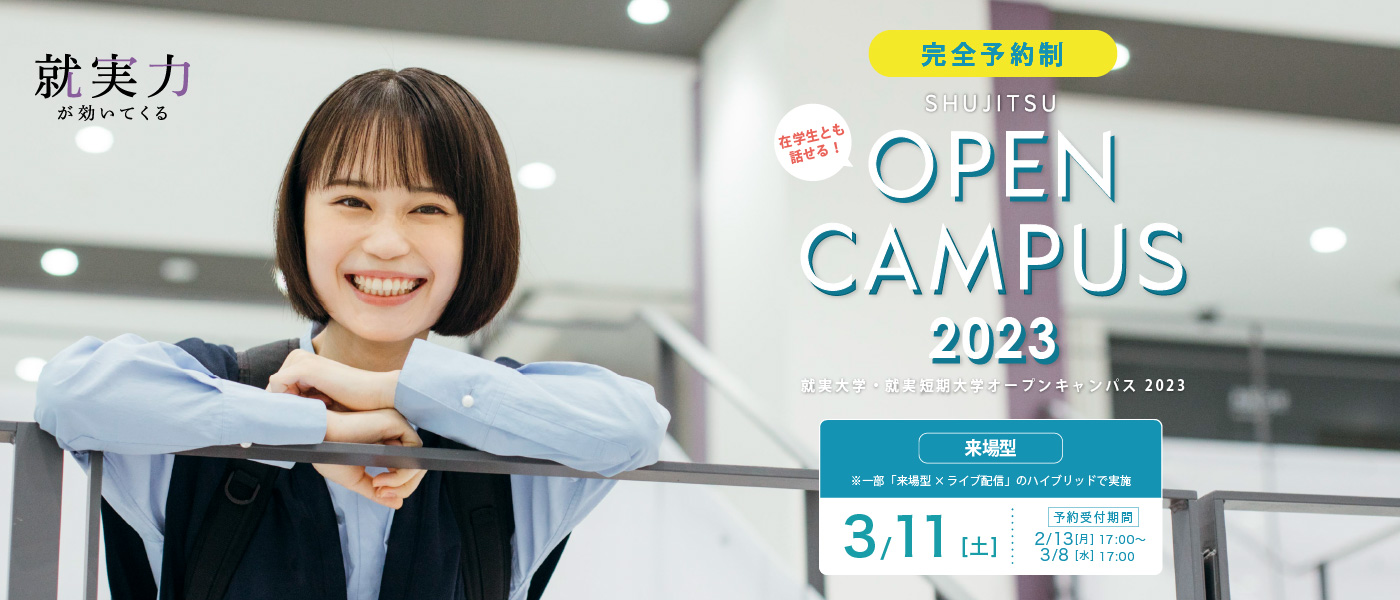 就実力
が効いてくる
完全予約制
SHUJITSU
在学生とも
話せる！
OPEN
CAMPUS
2023
就実大学・就実短期大学オープンキャンパス 2023
来場型
※一部「来場型×ライブ配信」のハイブリッドで実施
3/11 [土]
予約受付期間
2/13[月] 17:00～
3/8 [水] 17:00